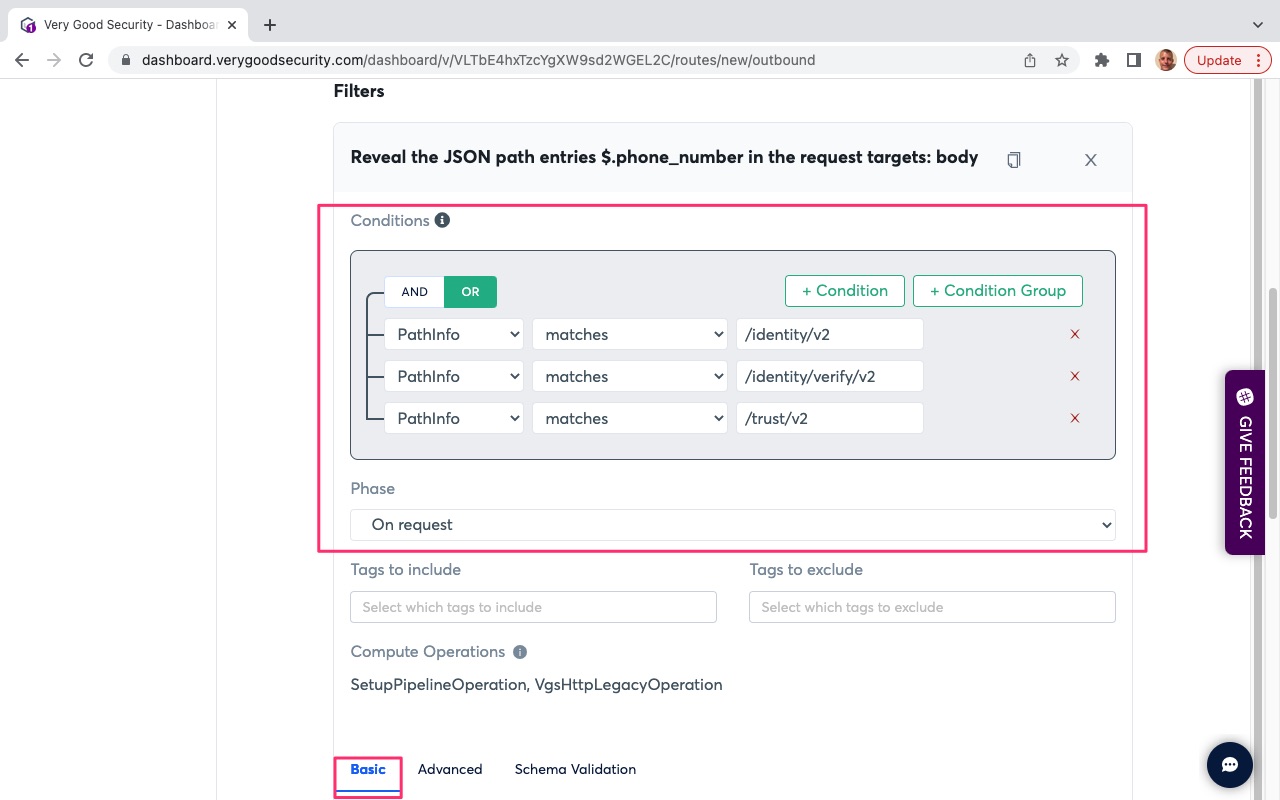 Very Good Security - Dashboa
dashboard.verygoodsecurity.com/dashboard/v/VLTbE4hxTzcYgXW9sd2WGEL2C/routes/new/outbound
Update
Filters
Reveal the JSON path entries $.phone_number in the request targets: body
Conditions
AND OR + Condition + Condition Group
PathInfo matches /identity/v2
PathInfo matches /identity/verify/v2
PathInfo matches /trust/v2
Phase
On request
Tags to include Tags to exclude
Select which tags to include Select which tags to exclude
Compute Operations
SetupPipelineOperation, VgsHttpLegacyOperation
Basic Advanced Schema Validation
GIVE FEEDBACK